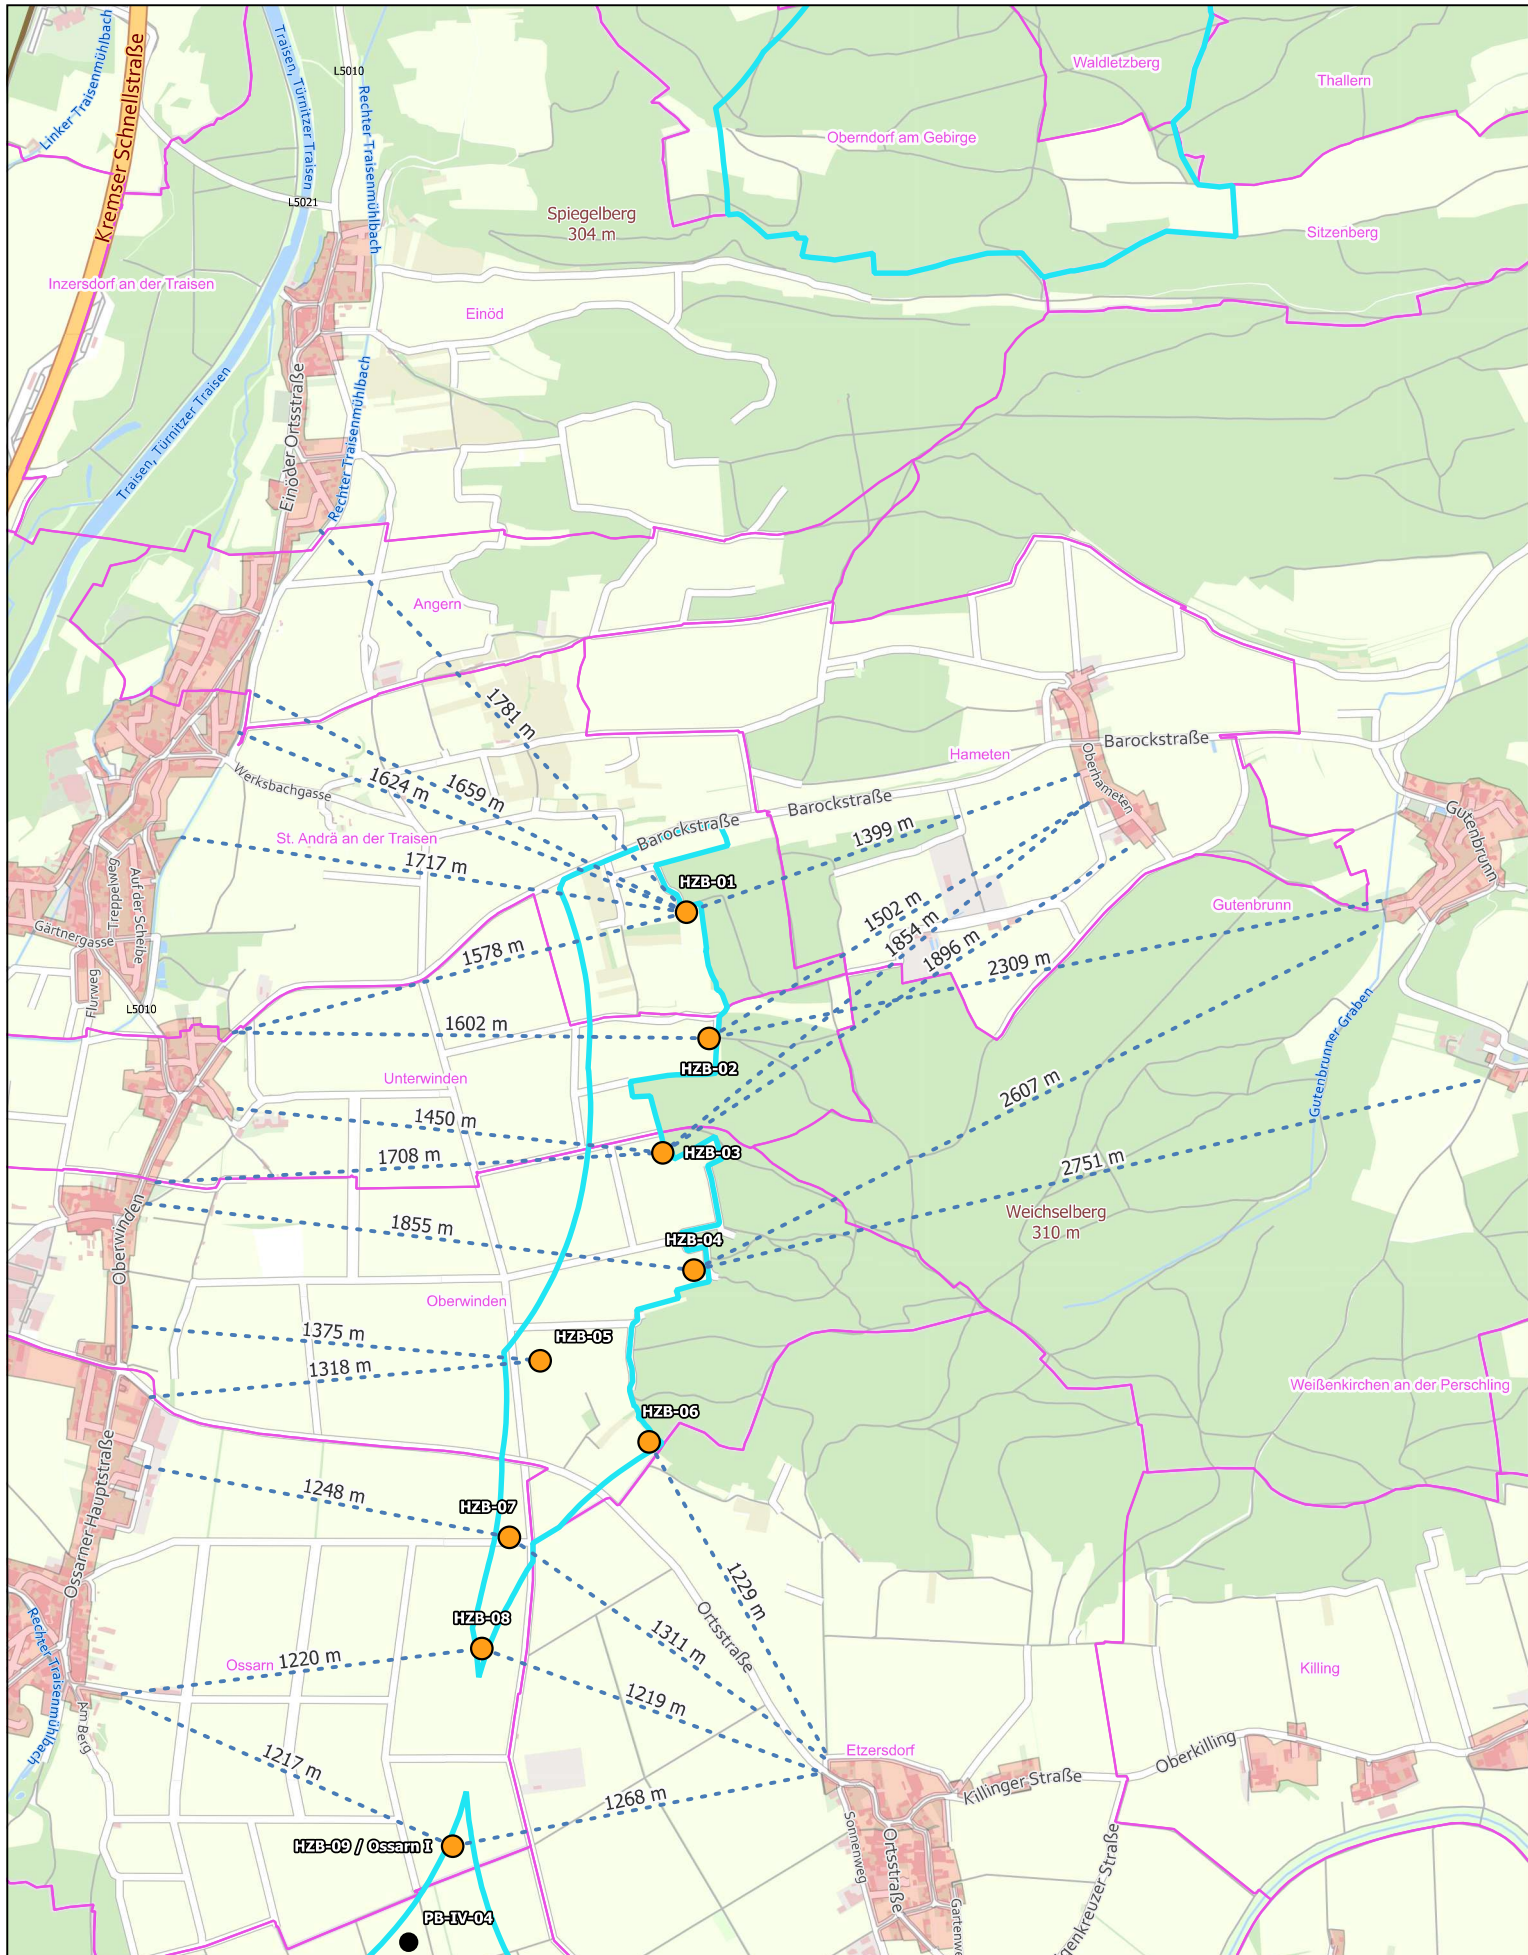 Linker Traisenmühlbach
Kremser Schnellstraße
Traisen, Türnitzer Traisen
L5010
Rechter Traisenmühlbach
L5021
Waldletzberg
Thallern
Oberndorf am Gebirge
Spiegelberg
304 m
Sitzenberg
Inzersdorf an der Traisen
Einöd
Traisen, Türnitzer Traisen
Einöder Ortsstraße
Rechter Traisenmühlbach
Angern
1781 m
Hameten
Barockstraße
Oberhameten
Werksbachgasse
1624 m
1659 m
Barockstraße
Barockstraße
1399 m
Gutenbrunn
St. Andrä an der Traisen
1717 m
Treppelweg
Auf der Scheibe
HZB-01
1502 m
1854 m
1896 m
2309 m
Gutenbrunn
Gärtnergasse
Flurweg
1578 m
L5010
1602 m
HZB-02
Gutenbrunner Graben
Unterwinden
1450 m
2607 m
1708 m
HZB-03
2751 m
Oberwinden
1855 m
HZB-04
Weichselberg
310 m
Oberwinden
1375 m
HZB-05
1318 m
Weißenkirchen an der Perschling
HZB-06
Ossarner Hauptstraße
1248 m
HZB-07
1229 m
Ortsstraße
1311 m
HZB-08
Rechter Traisenmühlbach
Ossarn
1220 m
Killing
1219 m
Am Berg
1217 m
Etzersdorf
Oberkilling
Killinger Straße
1268 m
HZB-09 / Ossarn I
Sonnenweg
Ortsstraße
PB-IV-04